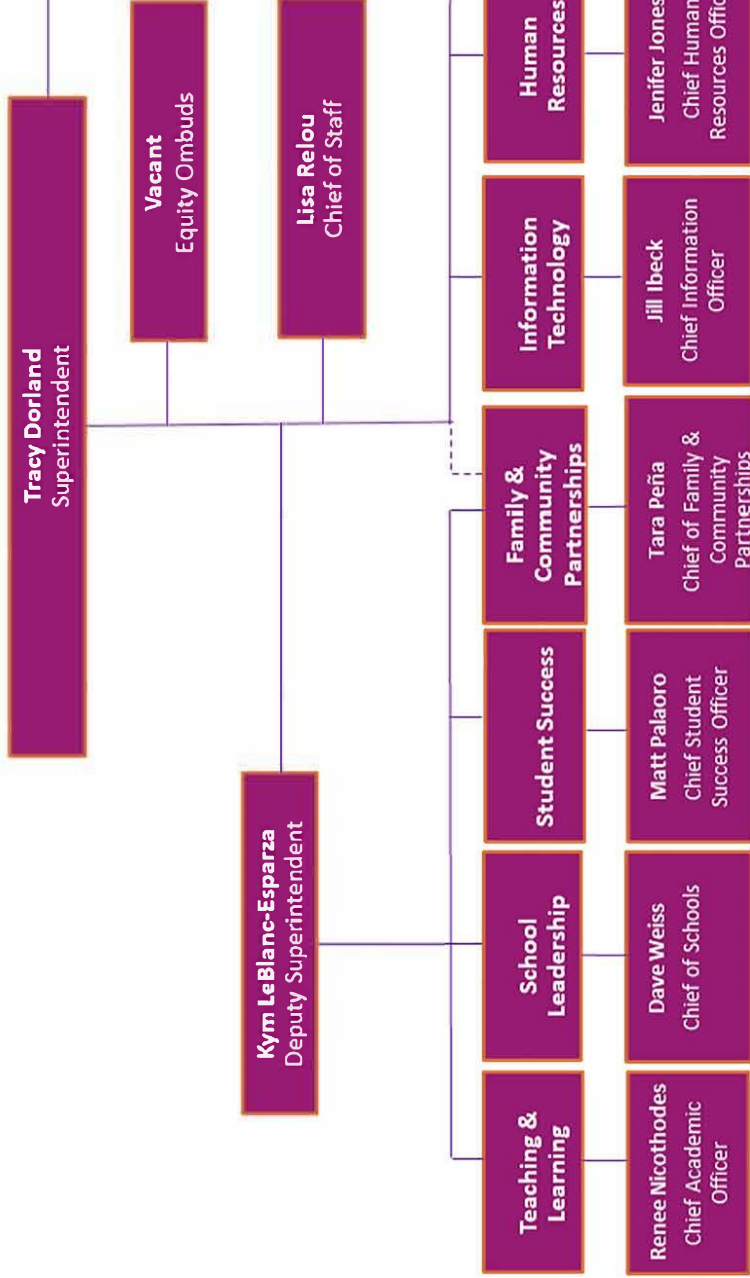 Tracy Dorland
Superintendent
Vacant
Equity Ombuds
Kym LeBlanc-Esparza
Deputy Superintendent
Lisa Relou
Chief of Staff
Teaching &
Learning
School
Leadership
Student Success
Family &
Community
Partnerships
Information
Technology
Human
Resources
Renee Nicothodes
Chief Academic
Officer
Dave Weiss
Chief of Schools
Matt Palaoro
Chief Student
Success Officer
Tara Peña
Chief of Family &
Community
Partnerships
Jill Ibeck
Chief Information
Officer
Jenifer Jones
Chief Human
Resources Offic